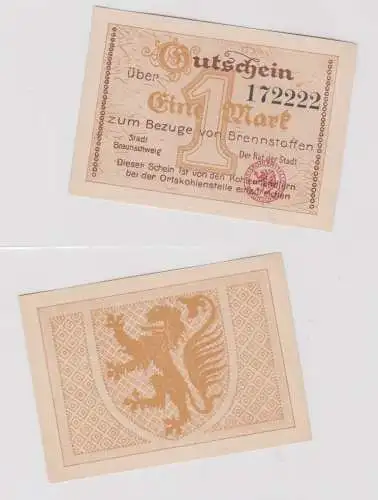 Gutschein
über 172222
Eine Mark
1
zum Bezuge von Brennstoffen
Stadt Der Rat der Stadt
Braunschweig
Dieser Schein ist von den Kohlenhändlern
bei der Ortskohlenstelle einzureichen